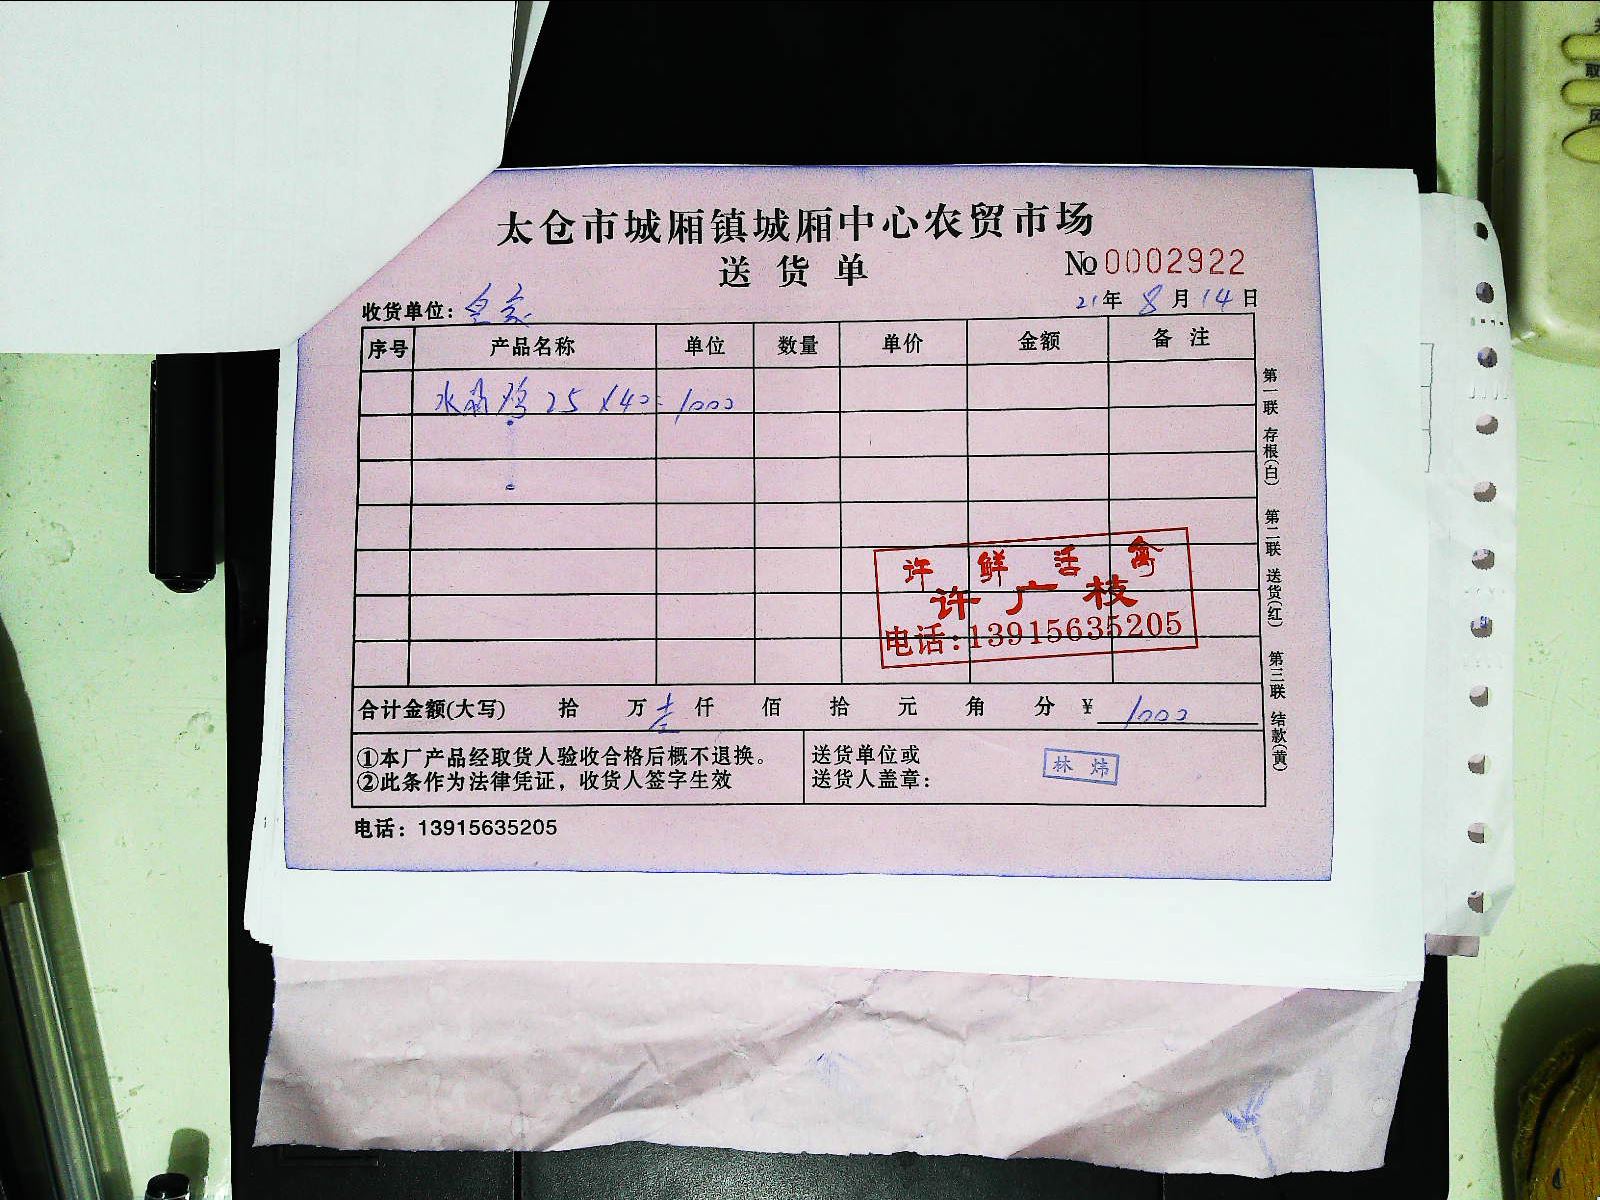 太仓市城厢镇城厢中心农贸市场
送货单
№0002922
收货单位：
21年8月14日
序号 产品名称 单位 数量 单价 金额 备注
水晶鸡 25 ×40= 1000
许鲜活禽
许广枝
电话:13915635205
合计金额(大写) 拾 万壹仟 佰 拾 元 角 分 ¥ 1000
①本厂产品经取货人验收合格后概不退换。
②此条作为法律凭证，收货人签字生效
送货单位或
送货人盖章：
林炜
电话：13915635205
第一联 存根(白) 第二联 送货(红) 第三联 结款(黄)